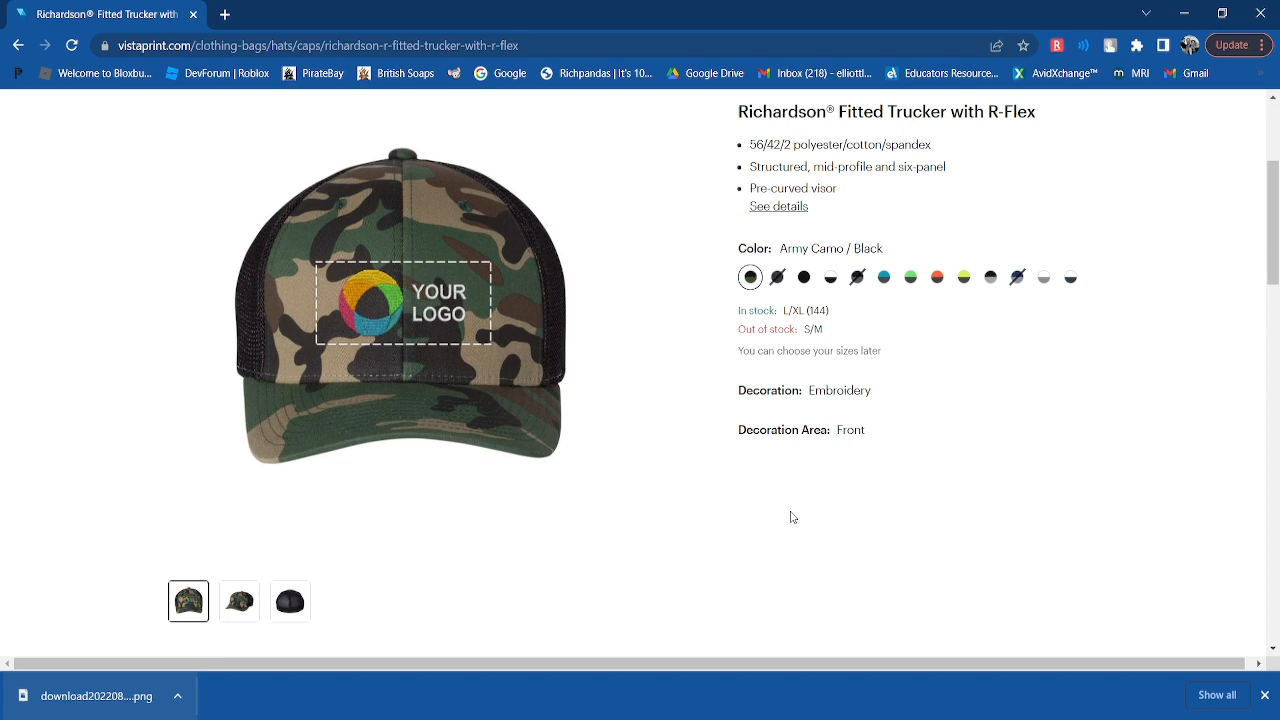 Richardson® Fitted Trucker with
vistaprint.com/clothing-bags/hats/caps/richardson-r-fitted-trucker-with-r-flex
Update
Welcome to Bloxbu...
DevForum | Roblox
PirateBay
British Soaps
Google
Richpandas | It's 10...
Google Drive
Inbox (218) - elliottl...
Educators Resource...
AvidXchange™
MRI
Gmail
Richardson® Fitted Trucker with R-Flex
56/42/2 polyester/cotton/spandex
Structured, mid-profile and six-panel
Pre-curved visor
See details
Color: Army Camo / Black
In stock: L/XL (144)
Out of stock: S/M
You can choose your sizes later
Decoration: Embroidery
Decoration Area: Front
YOUR
LOGO
download202208....png
Show all